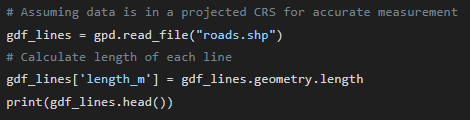 # Assuming data is in a projected CRS for accurate measurement
gdf_lines = gpd.read_file("roads.shp")
# Calculate length of each line
gdf_lines['length_m'] = gdf_lines.geometry.length
print(gdf_lines.head())